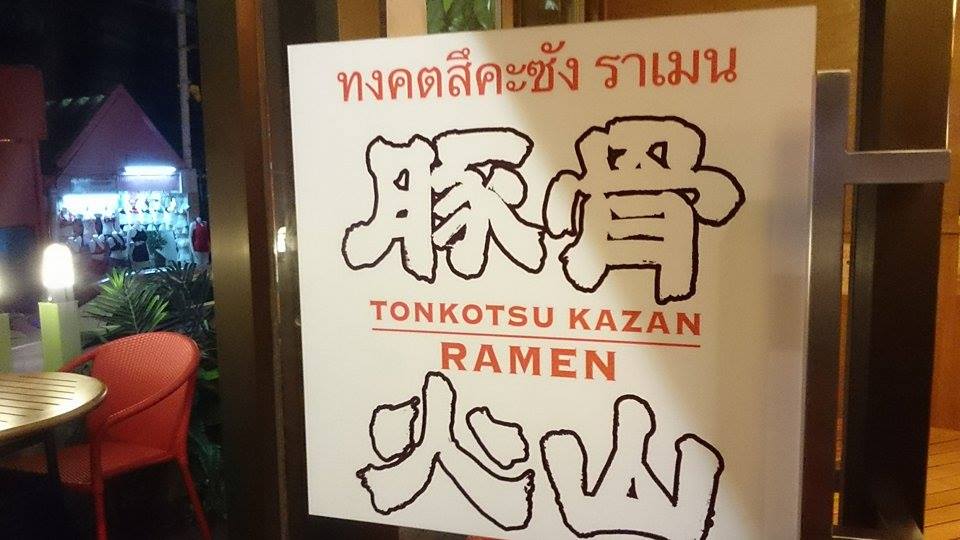 ทงคตสึคะซัง ราเมน
豚骨
TONKOTSU KAZAN
RAMEN
火山